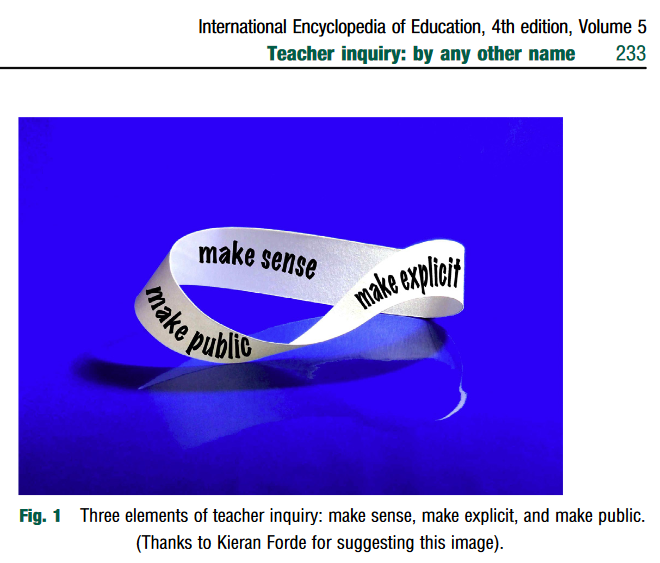 International Encyclopedia of Education, 4th edition, Volume 5
Teacher inquiry: by any other name 233
make sense
make explicit
make public
Fig. 1 Three elements of teacher inquiry: make sense, make explicit, and make public.
(Thanks to Kieran Forde for suggesting this image).